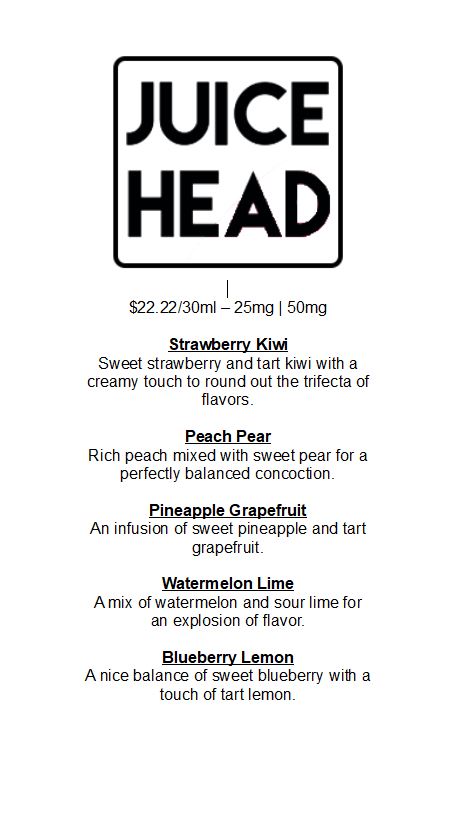 JUICE
HEAD
$22.22/30ml – 25mg | 50mg
Strawberry Kiwi
Sweet strawberry and tart kiwi with a
creamy touch to round out the trifecta of
flavors.
Peach Pear
Rich peach mixed with sweet pear for a
perfectly balanced concoction.
Pineapple Grapefruit
An infusion of sweet pineapple and tart
grapefruit.
Watermelon Lime
A mix of watermelon and sour lime for
an explosion of flavor.
Blueberry Lemon
A nice balance of sweet blueberry with a
touch of tart lemon.